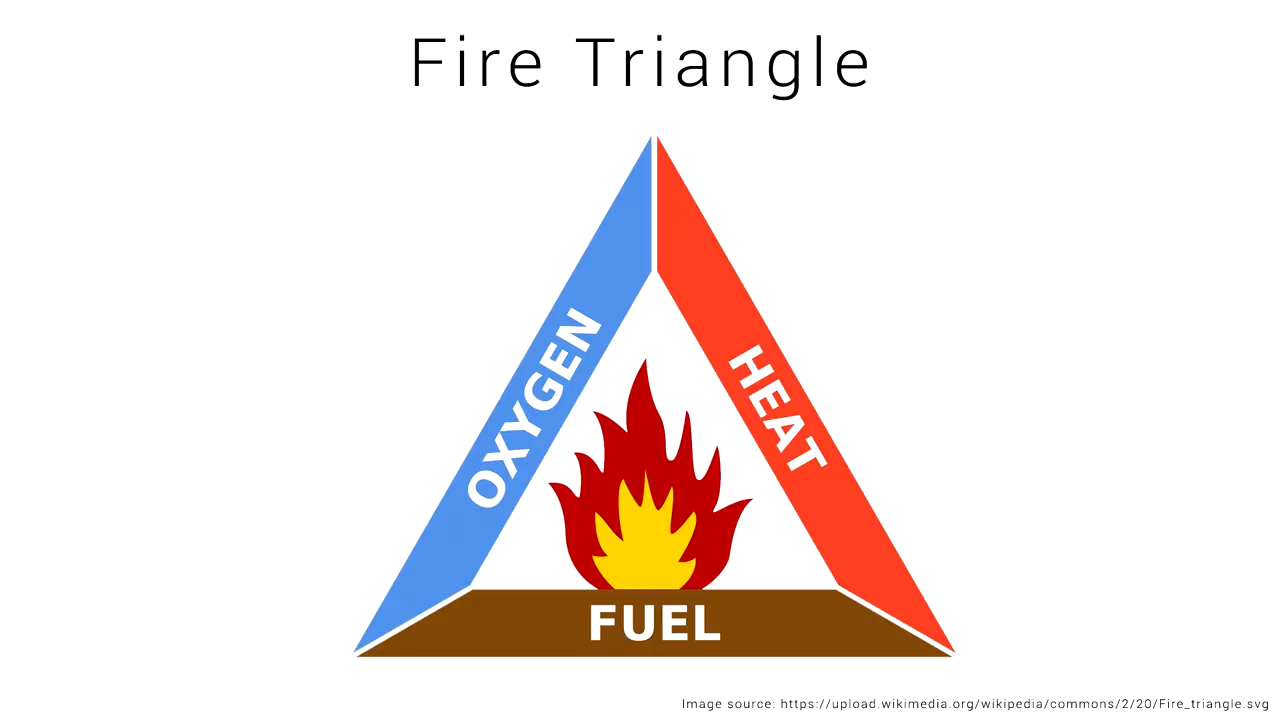 Fire Triangle
OXYGEN
HEAT
FUEL
Image source: https://upload.wikimedia.org/wikipedia/commons/2/20/Fire_triangle.svg